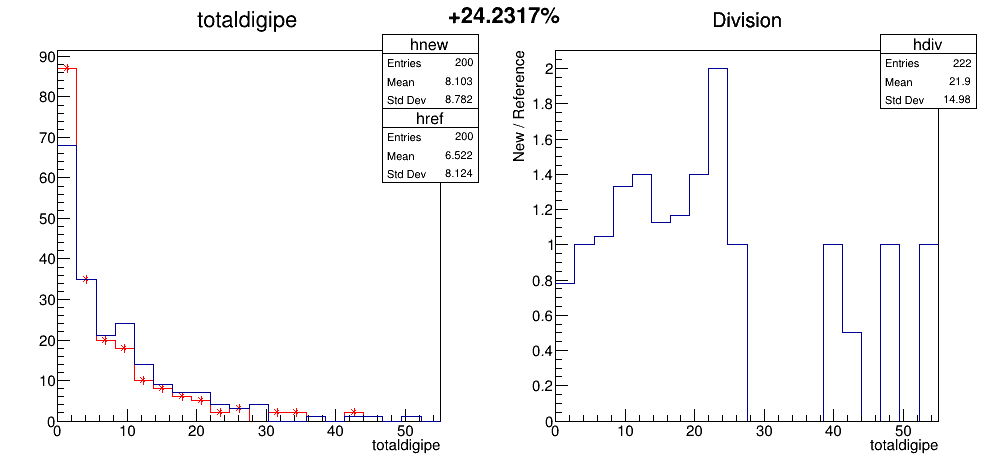 +24.2317%
totaldigipe
hnew
Entries 200
Mean 8.103
Std Dev 8.782
href
Entries 200
Mean 6.522
Std Dev 8.124
90
80
70
60
50
40
30
20
10
0
0 10 20 30 40 50
totaldigipe
Division
hdiv
Entries 222
Mean 21.9
Std Dev 14.98
New / Reference
2
1.8
1.6
1.4
1.2
1
0.8
0.6
0.4
0.2
0
0 10 20 30 40 50
totaldigipe